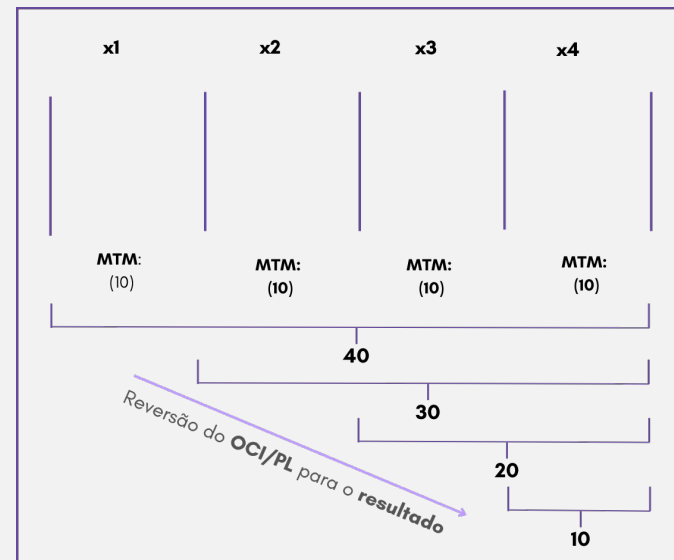 x1 x2 x3 x4
MTM: MTM: MTM: MTM:
(10) (10) (10) (10)
40
30
20
10
Reversão do OCI/PL para o resultado